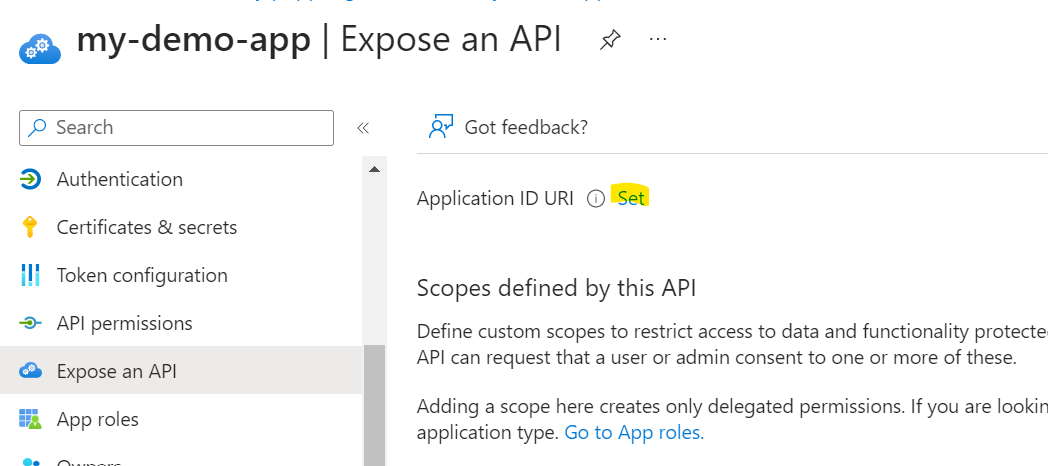 my-demo-app | Expose an API
Search
Got feedback?
Authentication
Application ID URI Set
Certificates & secrets
Token configuration
Scopes defined by this API
API permissions
Define custom scopes to restrict access to data and functionality protected
API can request that a user or admin consent to one or more of these.
Expose an API
App roles
Adding a scope here creates only delegated permissions. If you are lookin
application type. Go to App roles.
Owners